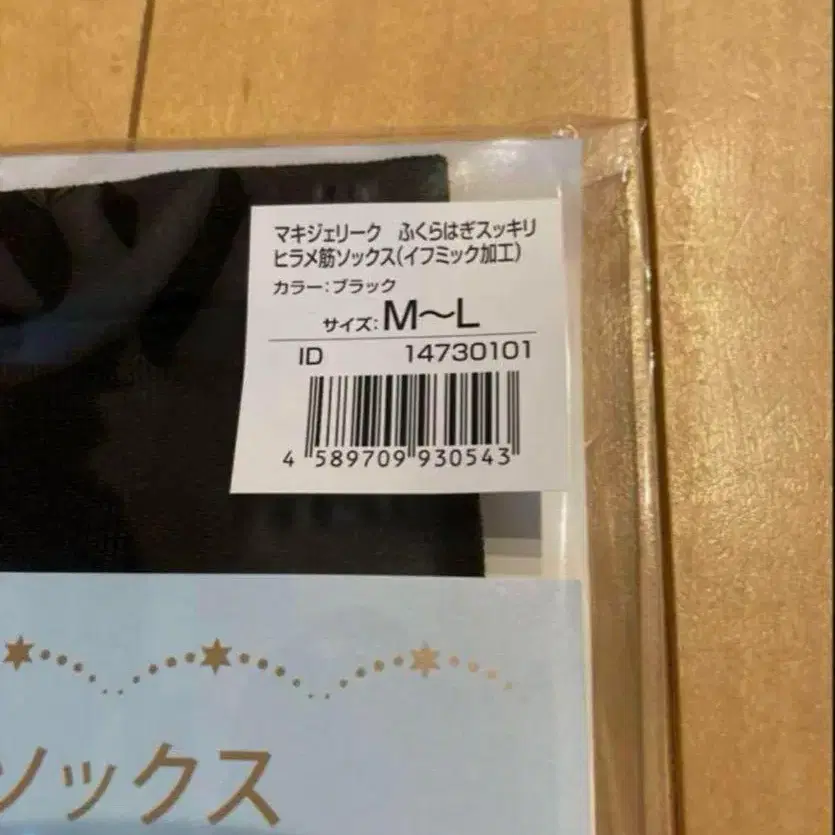 マキジェリーク ふくらはぎスッキリ
ヒラメ筋ソックス(イフミック加工)
カラー:ブラック
サイズ:M〜L
ID 14730101
4 589709 930543
ソックス